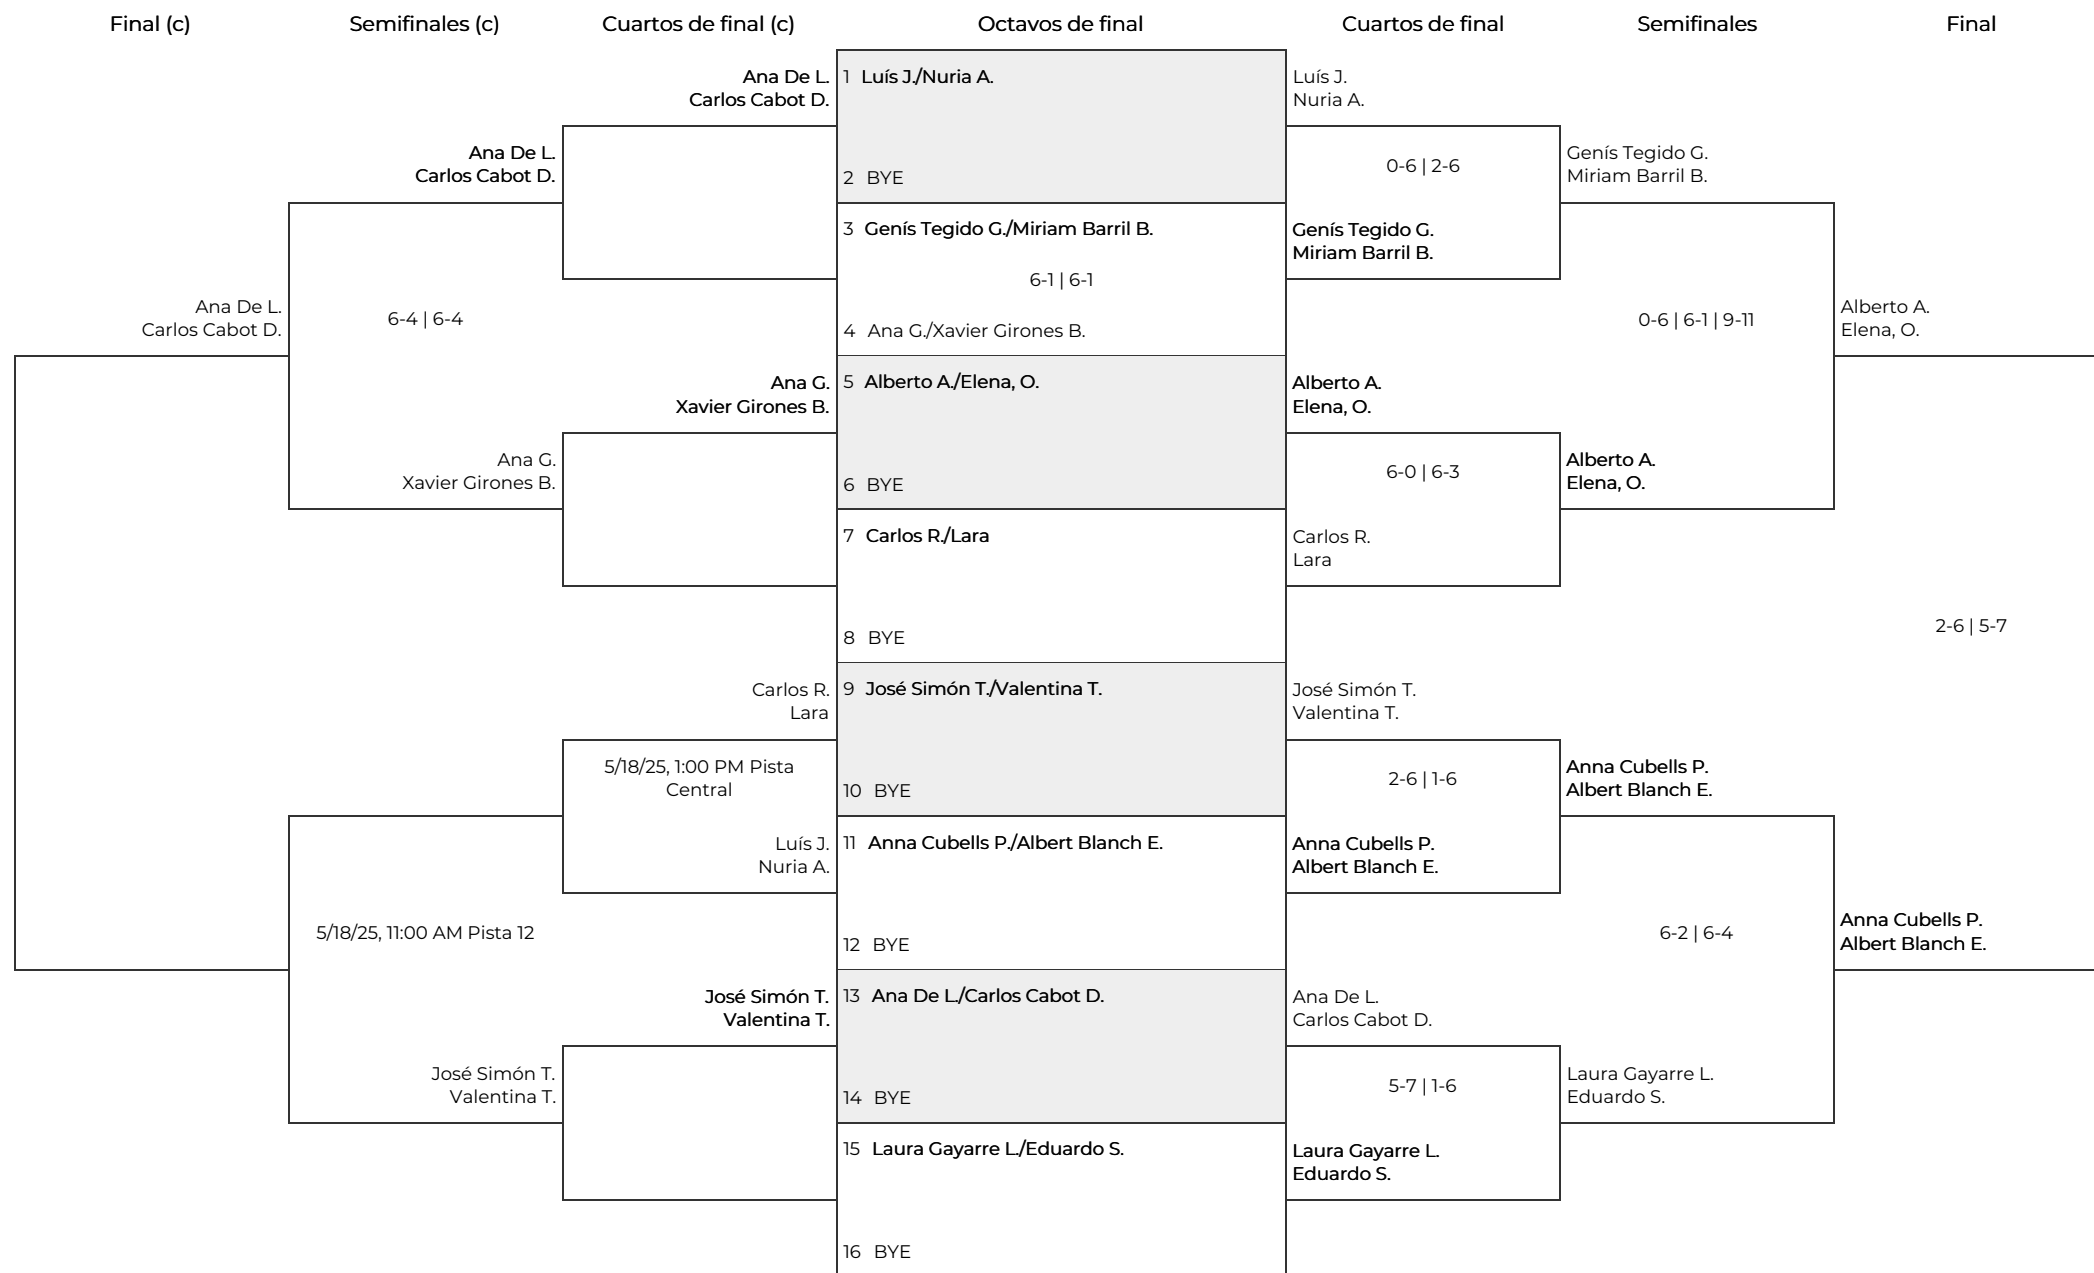 Final (c)
Semifinales (c)
Cuartos de final (c)
Octavos de final
Cuartos de final
Semifinales
Final
Ana De L.
Carlos Cabot D.
1 Luís J./Nuria A.
Luís J.
Nuria A.
Ana De L.
Carlos Cabot D.
2 BYE
0-6 | 2-6
Genís Tegido G.
Miriam Barril B.
3 Genís Tegido G./Miriam Barril B.
Genís Tegido G.
Miriam Barril B.
6-1 | 6-1
Ana De L.
Carlos Cabot D.
6-4 | 6-4
4 Ana G./Xavier Girones B.
0-6 | 6-1 | 9-11
Alberto A.
Elena, O.
Ana G.
Xavier Girones B.
5 Alberto A./Elena, O.
Alberto A.
Elena, O.
Ana G.
Xavier Girones B.
6 BYE
6-0 | 6-3
Alberto A.
Elena, O.
7 Carlos R./Lara
Carlos R.
Lara
8 BYE
2-6 | 5-7
Carlos R.
Lara
9 José Simón T./Valentina T.
José Simón T.
Valentina T.
5/18/25, 1:00 PM Pista
Central
10 BYE
2-6 | 1-6
Anna Cubells P.
Albert Blanch E.
Luís J.
Nuria A.
11 Anna Cubells P./Albert Blanch E.
Anna Cubells P.
Albert Blanch E.
5/18/25, 11:00 AM Pista 12
12 BYE
6-2 | 6-4
Anna Cubells P.
Albert Blanch E.
José Simón T.
Valentina T.
13 Ana De L./Carlos Cabot D.
Ana De L.
Carlos Cabot D.
José Simón T.
Valentina T.
14 BYE
5-7 | 1-6
Laura Gayarre L.
Eduardo S.
15 Laura Gayarre L./Eduardo S.
Laura Gayarre L.
Eduardo S.
16 BYE